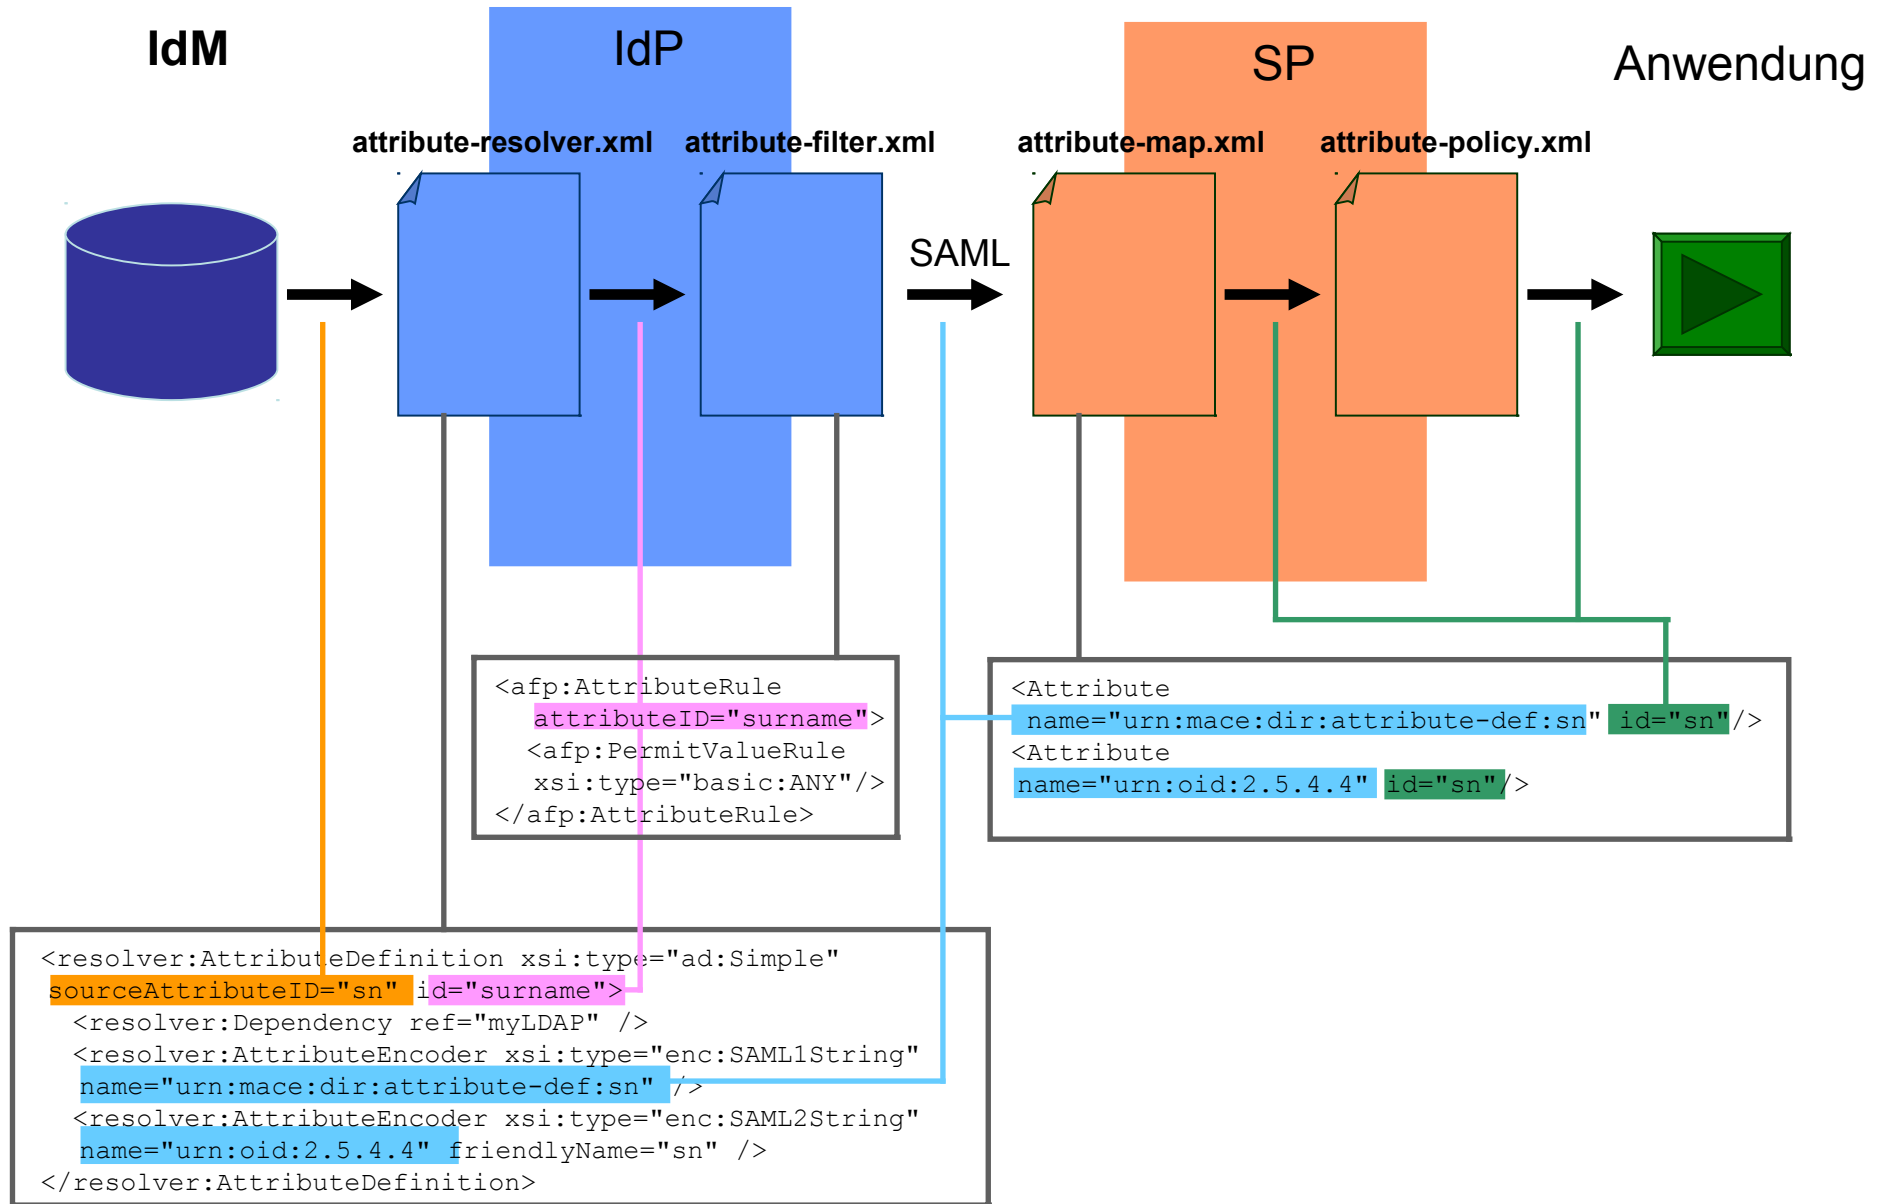 IdM
IdP
SP
Anwendung
attribute-resolver.xml
attribute-filter.xml
attribute-map.xml
attribute-policy.xml
SAML
<afp:AttributeRule
attributeID="surname">
<afp:PermitValueRule
xsi:type="basic:ANY"/>
</afp:AttributeRule>
<Attribute
name="urn:mace:dir:attribute-def:sn" id="sn"/>
<Attribute
name="urn:oid:2.5.4.4" id="sn"/>
<resolver:AttributeDefinition xsi:type="ad:Simple"
sourceAttributeID="sn" id="surname">
<resolver:Dependency ref="myLDAP" />
<resolver:AttributeEncoder xsi:type="enc:SAML1String"
name="urn:mace:dir:attribute-def:sn" />
<resolver:AttributeEncoder xsi:type="enc:SAML2String"
name="urn:oid:2.5.4.4" friendlyName="sn" />
</resolver:AttributeDefinition>